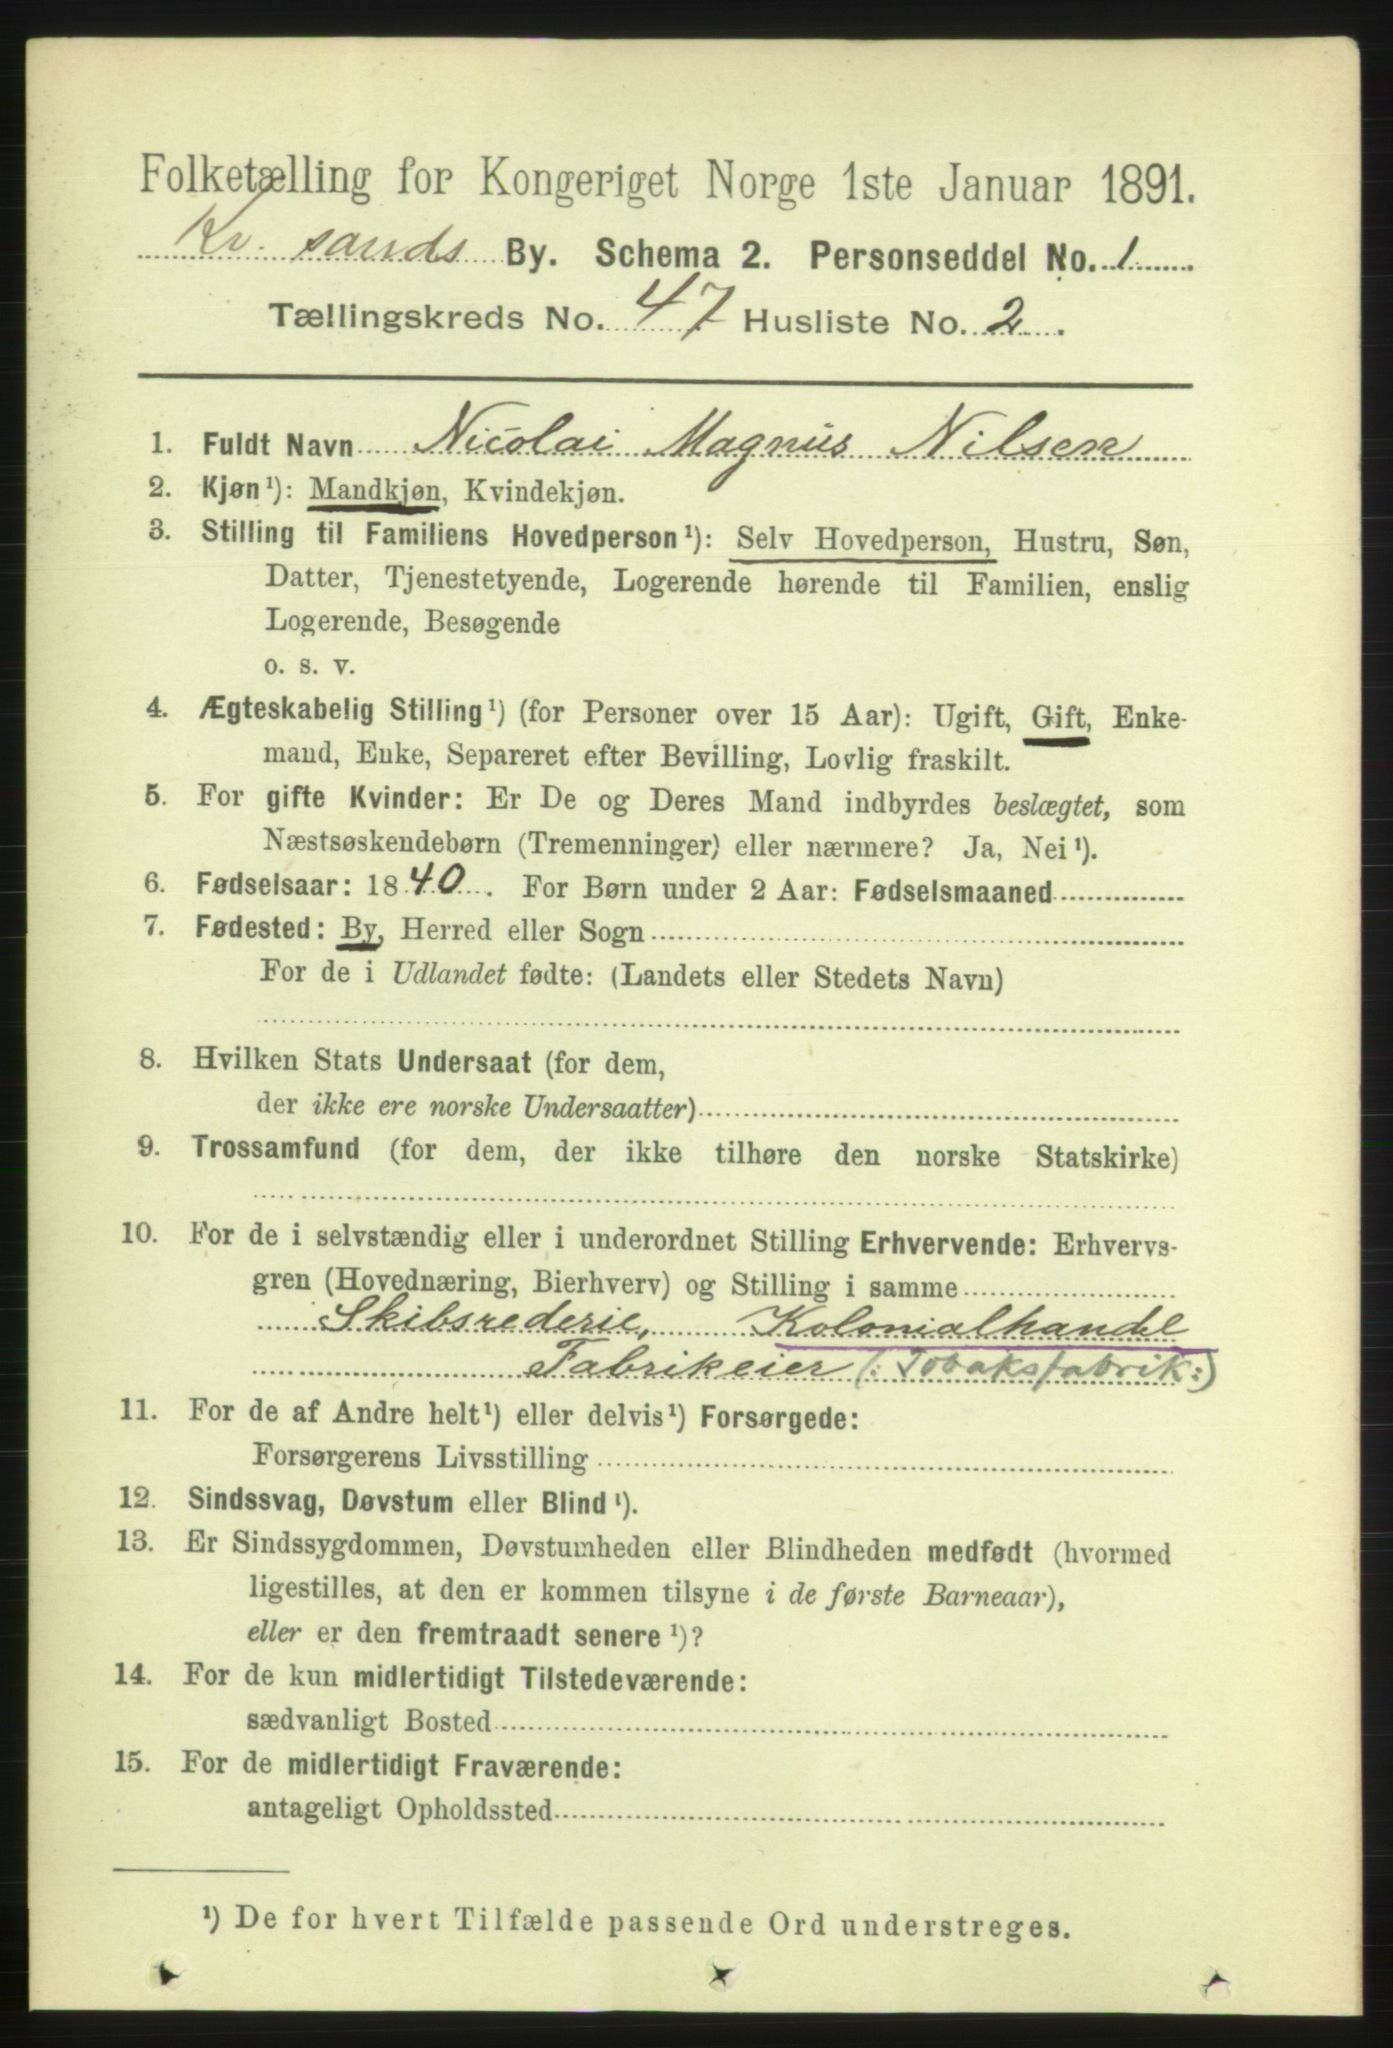 Folketælling for Kongeriget Norge 1ste Januar 1891.
Kr. sands By. Schema 2. Personseddel No. 1
Tællingskreds No. 47 Husliste No. 2.
1. Fuldt Navn Nicolai Magnus Nilsen
2. Kjøn¹): Mandkjøn, Kvindekjøn.
3. Stilling til Familiens Hovedperson¹): Selv Hovedperson, Hustru, Søn,
Datter, Tjenestetyende, Logerende hørende til Familien, enslig
Logerende, Besøgende
o. s. v.
4. Ægteskabelig Stilling¹) (for Personer over 15 Aar): Ugift, Gift, Enke-
mand, Enke, Separeret efter Bevilling, Lovlig fraskilt.
5. For gifte Kvinder: Er De og Deres Mand indbyrdes beslægtet, som
Næstsøskendebørn (Tremenninger) eller nærmere? Ja, Nei¹).
6. Fødselsaar: 1840. For Børn under 2 Aar: Fødselsmaaned
7. Fødested: By, Herred eller Sogn
For de i Udlandet fødte: (Landets eller Stedets Navn)
8. Hvilken Stats Undersaat (for dem,
der ikke ere norske Undersaatter)
9. Trossamfund (for dem, der ikke tilhøre den norske Statskirke)
10. For de i selvstændig eller i underordnet Stilling Erhvervende: Erhvervs-
gren (Hovednæring, Bierhverv) og Stilling i samme
Skibsrederie, Kolonialhandel
Fabrikeier (: Tobaksfabrik:)
11. For de af Andre helt¹) eller delvis¹) Forsørgede:
Forsørgerens Livsstilling
12. Sindssvag, Døvstum eller Blind¹).
13. Er Sindssygdommen, Døvstumheden eller Blindheden medfødt (hvormed
ligestilles, at den er kommen tilsyne i de første Barneaar),
eller er den fremtraadt senere¹)?
14. For de kun midlertidigt Tilstedeværende:
sædvanligt Bosted
15. For de midlertidigt Fraværende:
antageligt Opholdssted
¹) De for hvert Tilfælde passende Ord understreges.